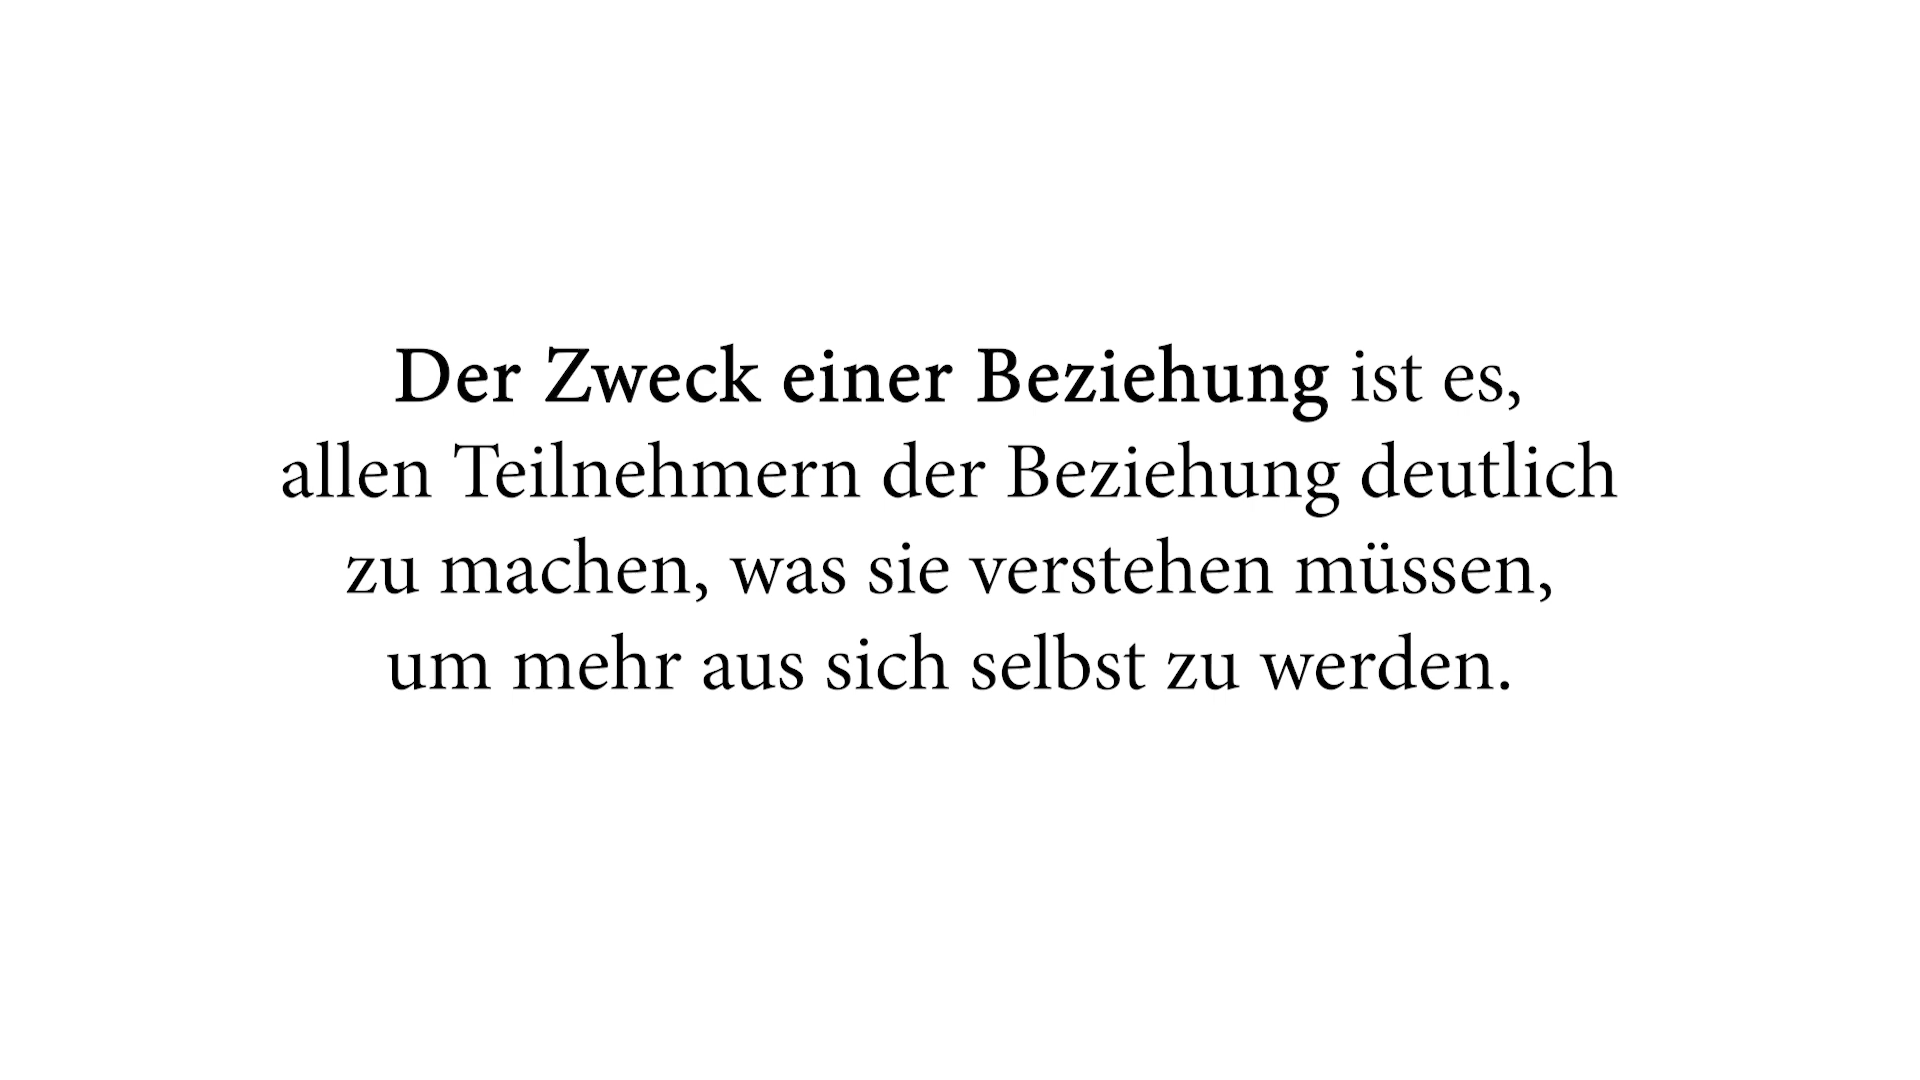 Der Zweck einer Beziehung ist es,
allen Teilnehmern der Beziehung deutlich
zu machen, was sie verstehen müssen,
um mehr aus sich selbst zu werden.